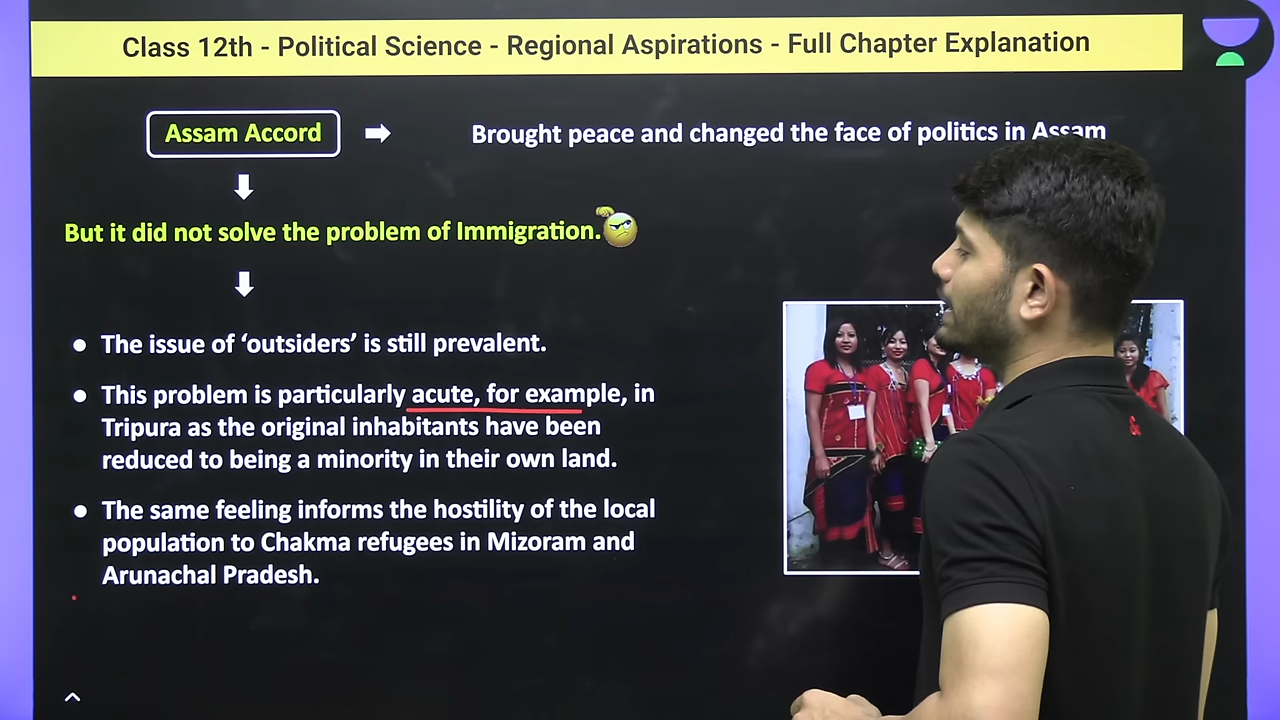 Class 12th - Political Science - Regional Aspirations - Full Chapter Explanation
Assam Accord
Brought peace and changed the face of politics in Assam
But it did not solve the problem of Immigration.
• The issue of ‘outsiders’ is still prevalent.
• This problem is particularly acute, for example, in
Tripura as the original inhabitants have been
reduced to being a minority in their own land.
• The same feeling informs the hostility of the local
population to Chakma refugees in Mizoram and
Arunachal Pradesh.